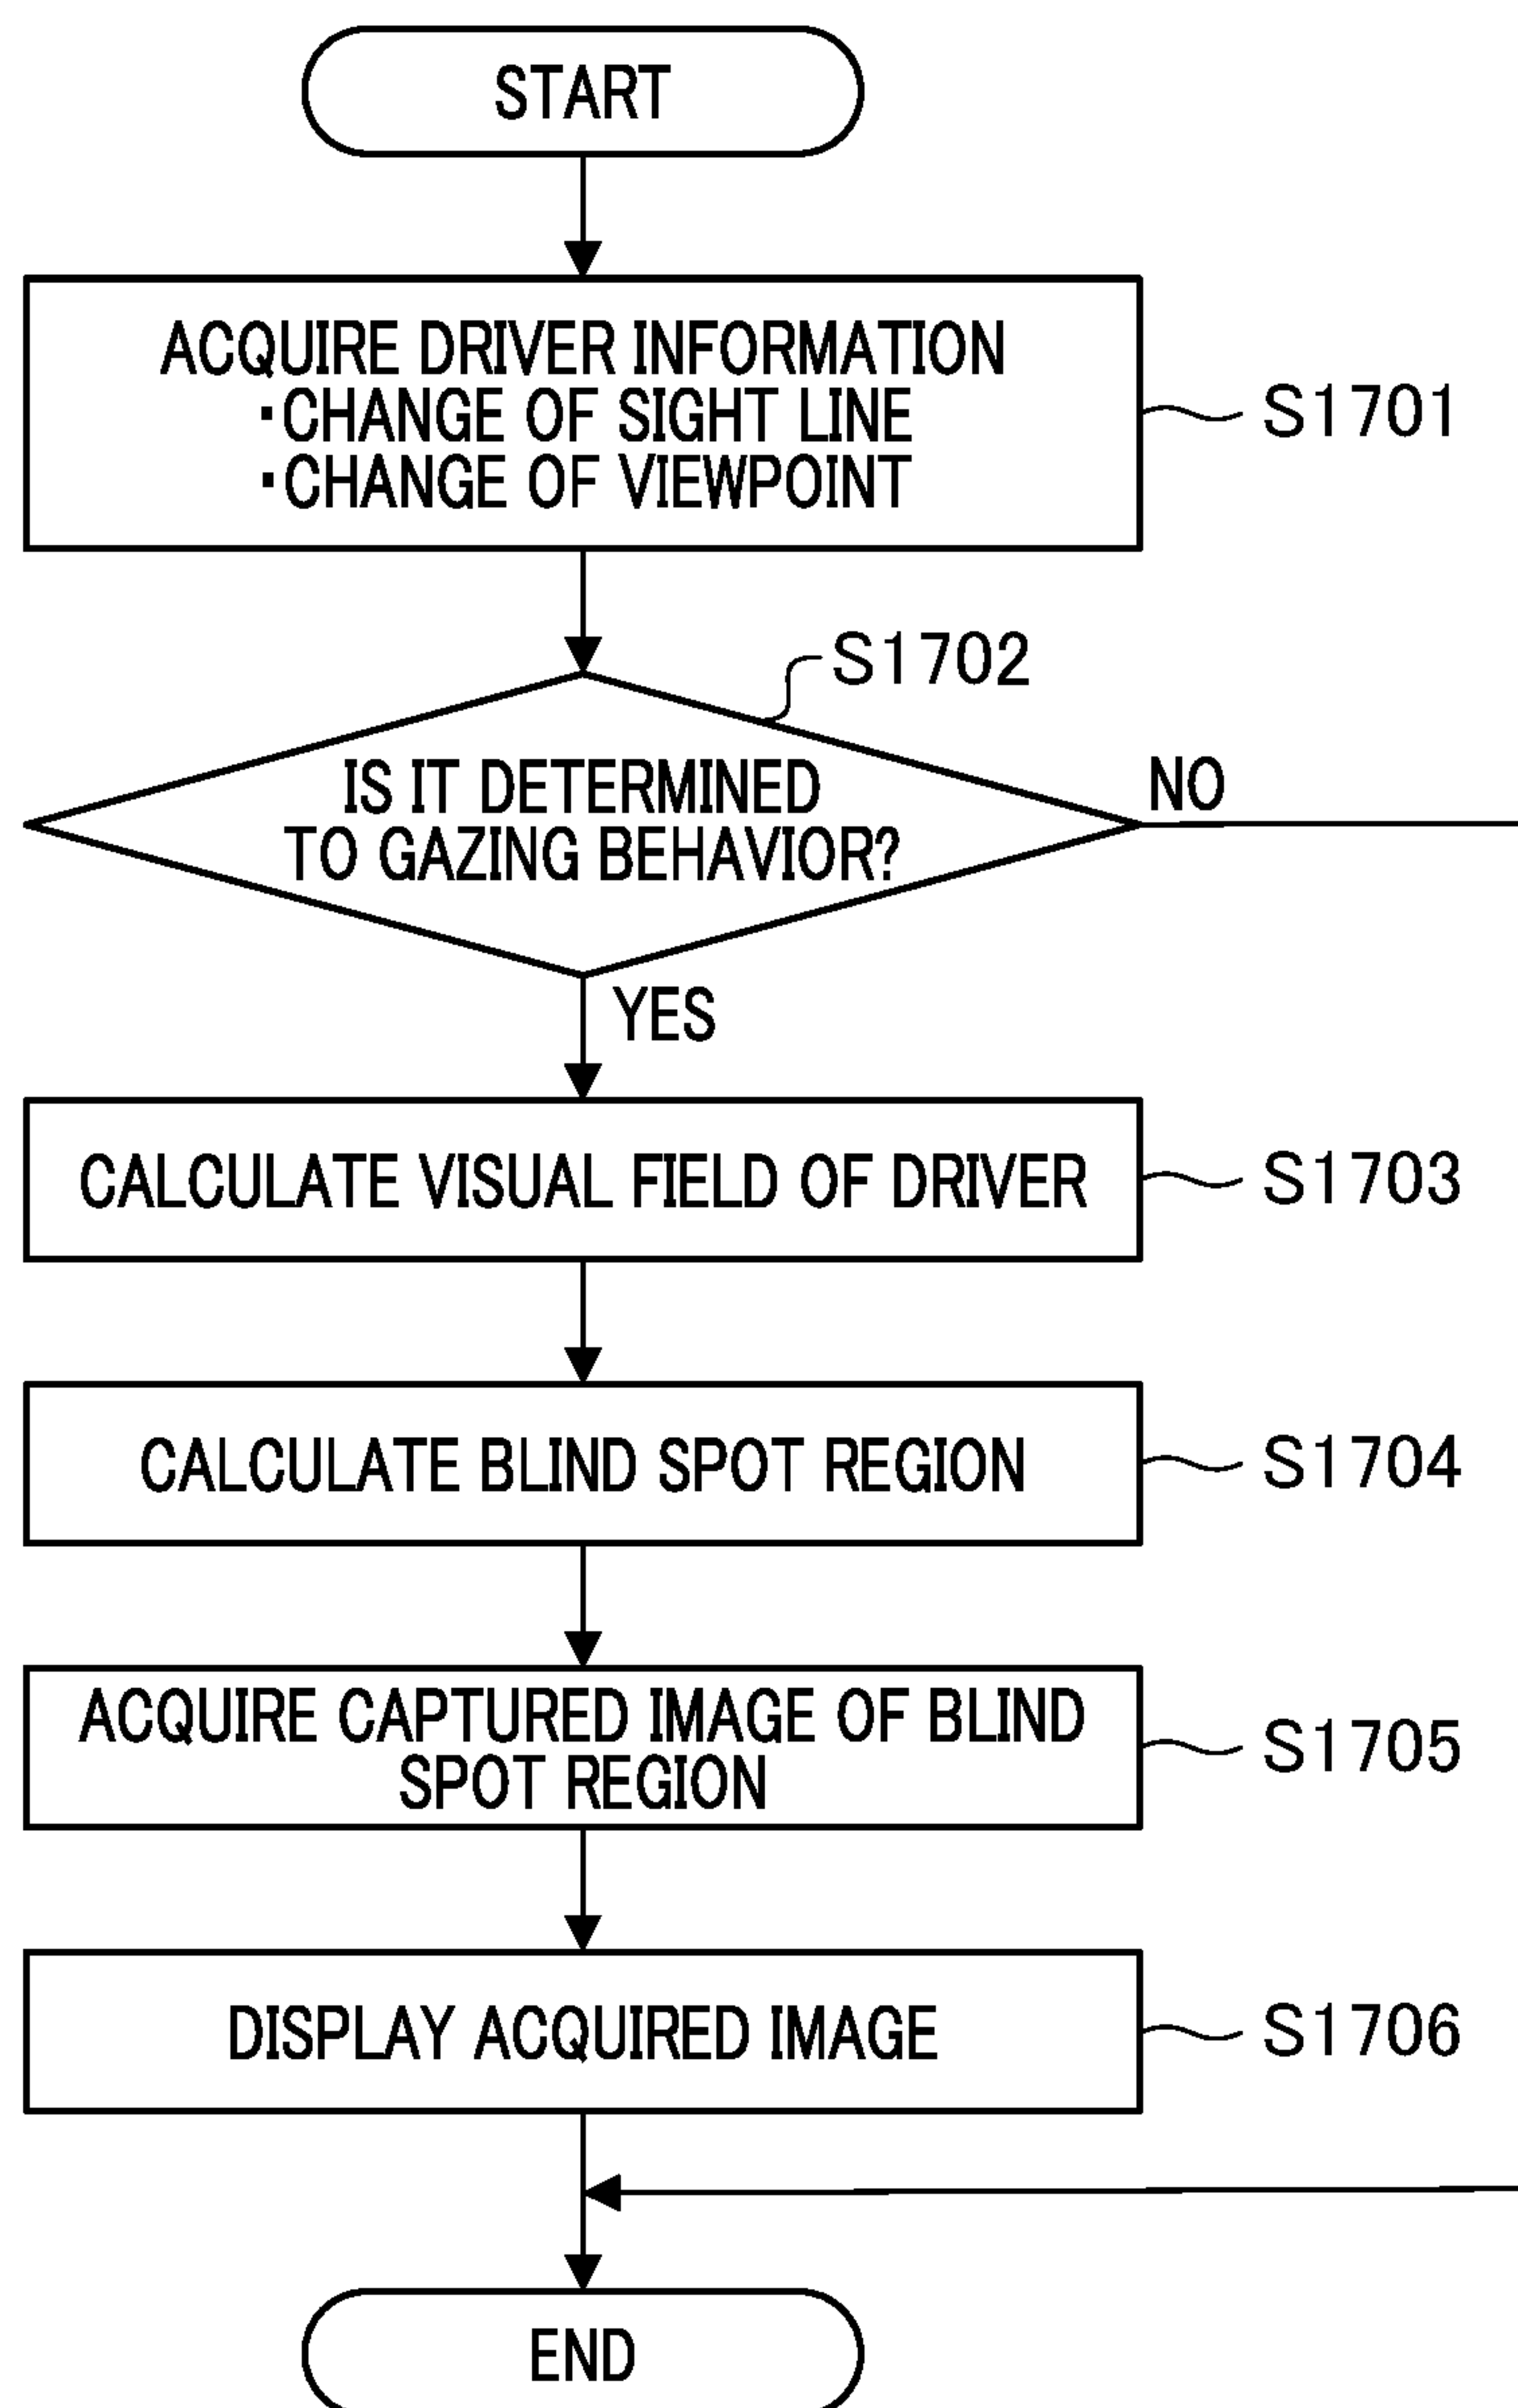 START
ACQUIRE DRIVER INFORMATION
・CHANGE OF SIGHT LINE
・CHANGE OF VIEWPOINT
S1701
S1702
IS IT DETERMINED
TO GAZING BEHAVIOR?
NO
YES
CALCULATE VISUAL FIELD OF DRIVER
S1703
CALCULATE BLIND SPOT REGION
S1704
ACQUIRE CAPTURED IMAGE OF BLIND
SPOT REGION
S1705
DISPLAY ACQUIRED IMAGE
S1706
END